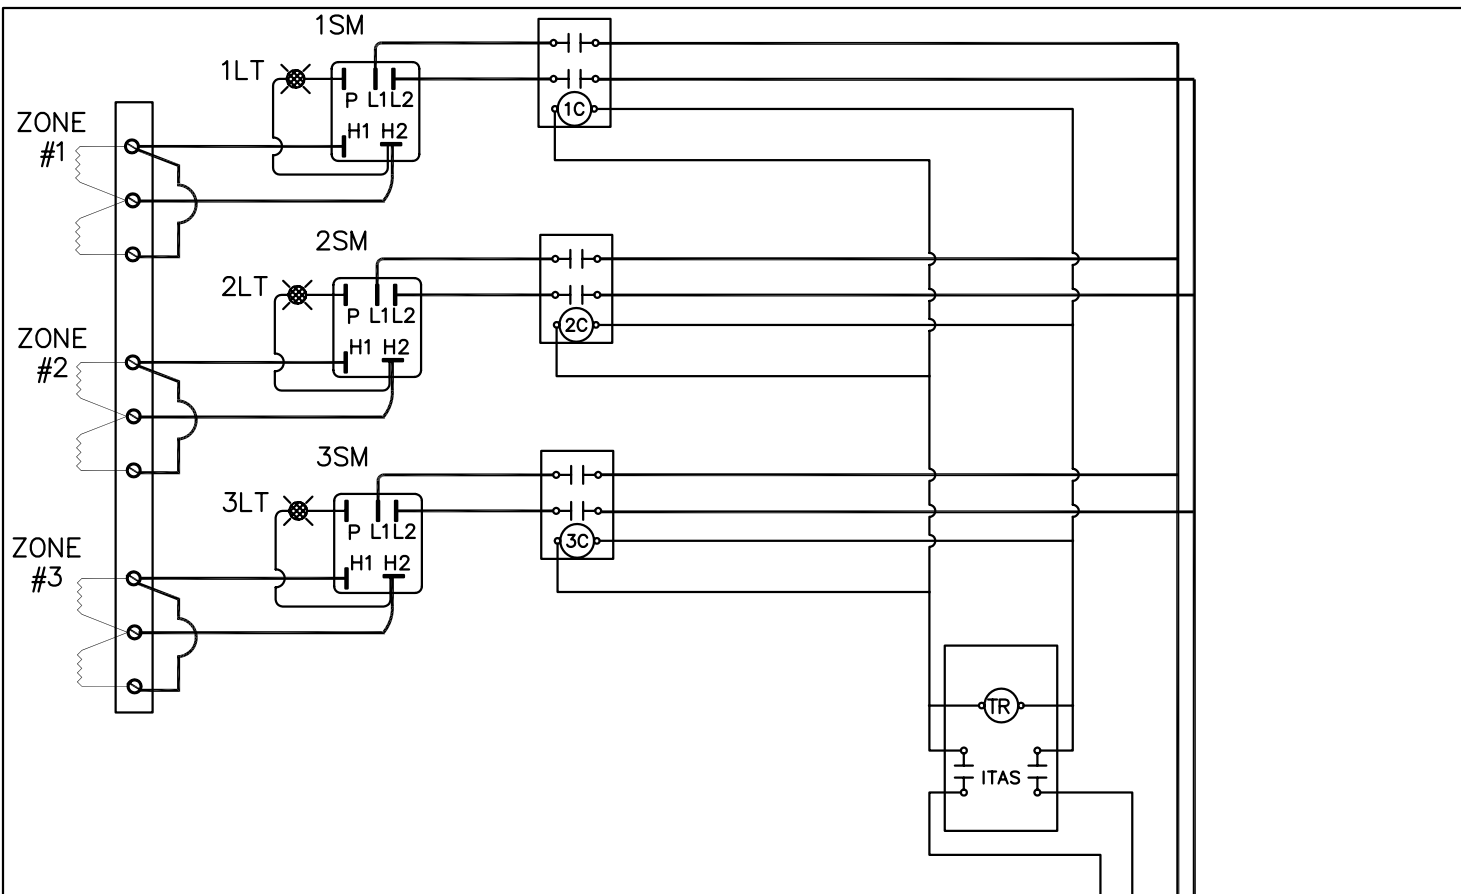 1SM
1LT
P L1 L2
H1 H2
1C
ZONE
#1
2SM
2LT
P L1 L2
H1 H2
2C
ZONE
#2
3SM
3LT
P L1 L2
H1 H2
3C
ZONE
#3
TR
ITAS